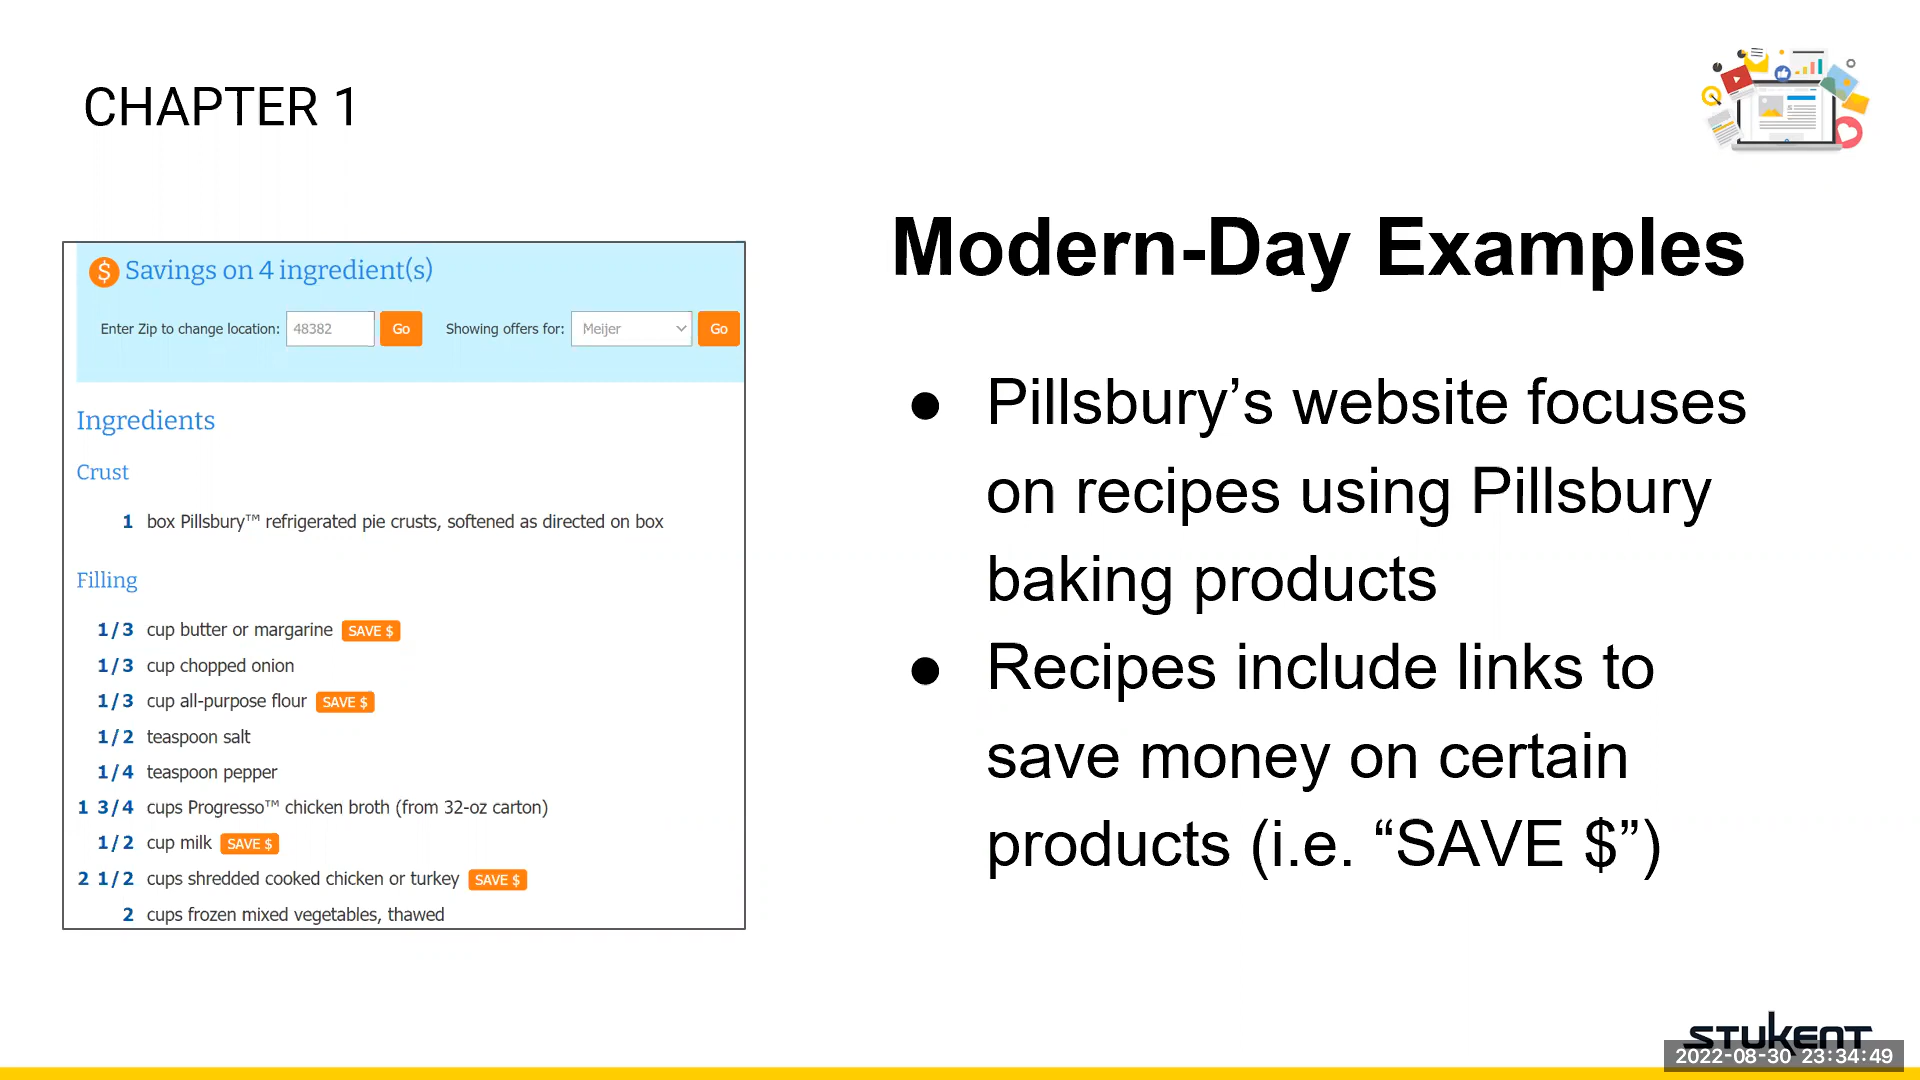 CHAPTER 1
$ Savings on 4 ingredient(s)
Enter Zip to change location: 48382 Go Showing offers for: Meijer Go
Ingredients
Crust
1 box Pillsbury™ refrigerated pie crusts, softened as directed on box
Filling
1/3 cup butter or margarine SAVE $
1/3 cup chopped onion
1/3 cup all-purpose flour SAVE $
1/2 teaspoon salt
1/4 teaspoon pepper
1 3/4 cups Progresso™ chicken broth (from 32-oz carton)
1/2 cup milk SAVE $
2 1/2 cups shredded cooked chicken or turkey SAVE $
2 cups frozen mixed vegetables, thawed
Modern-Day Examples
● Pillsbury’s website focuses
on recipes using Pillsbury
baking products
● Recipes include links to
save money on certain
products (i.e. “SAVE $”)
STUKENT
2022-08-30 23:34:49